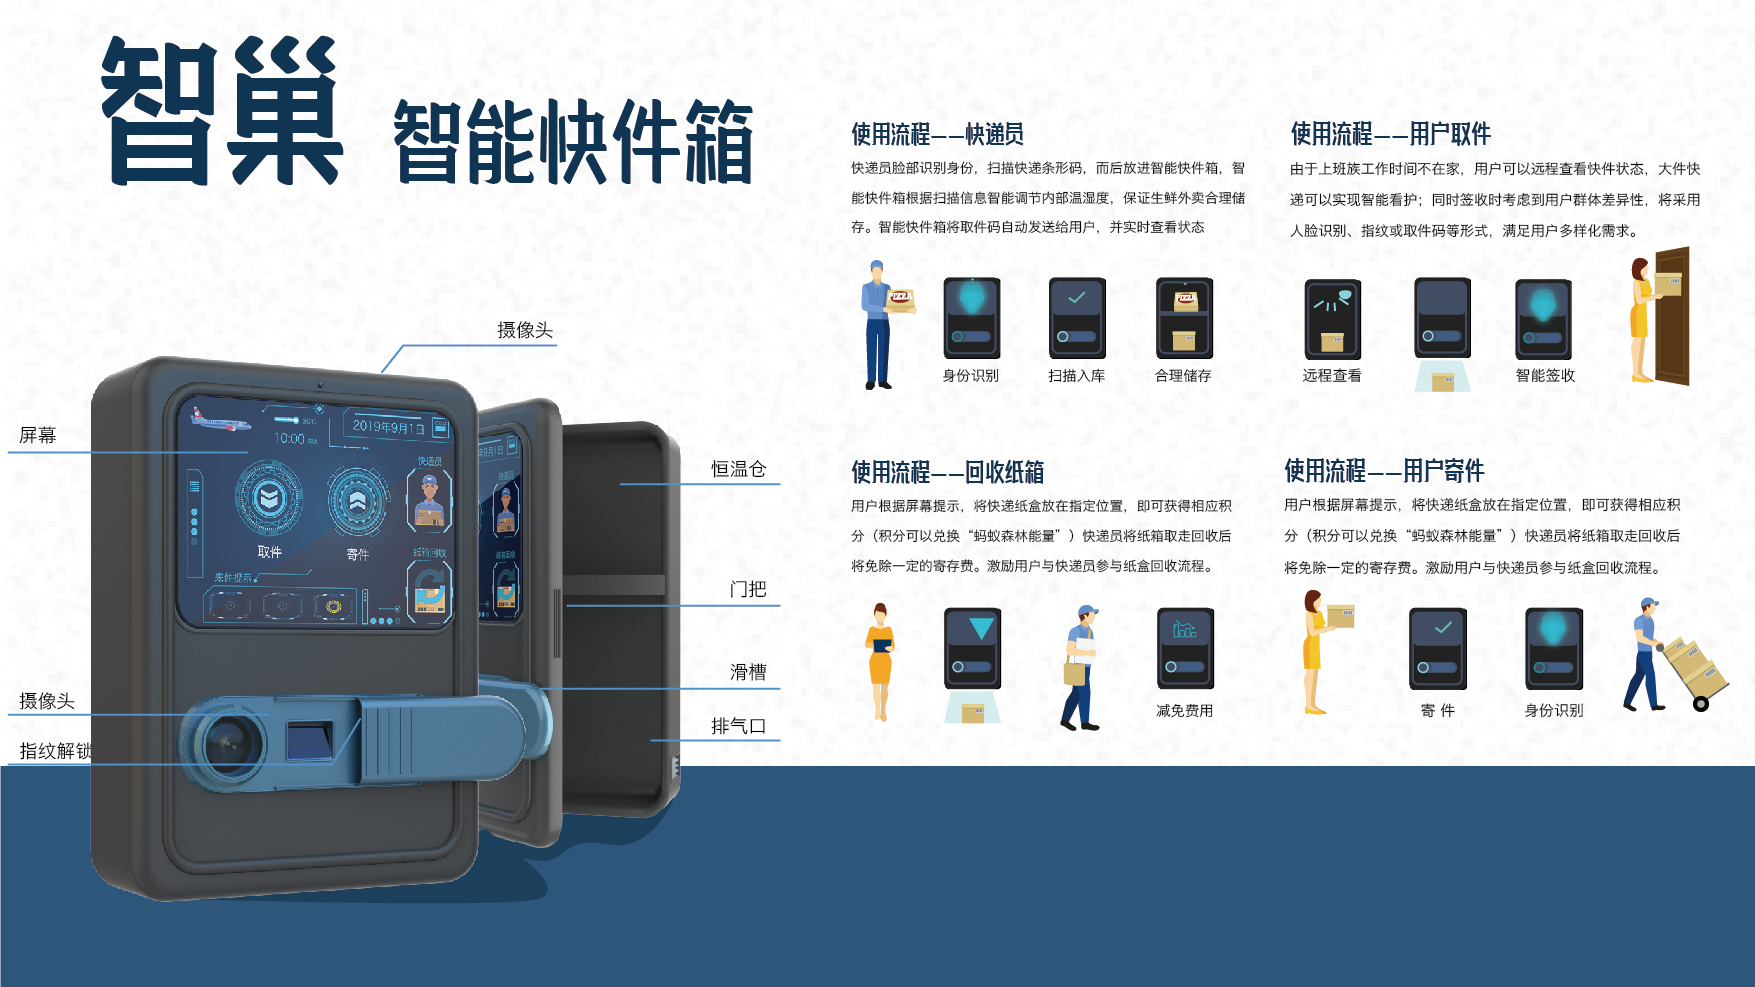 智巢 智能快件箱
摄像头
屏幕
恒温仓
门把
滑槽
摄像头
排气口
指纹解锁
20℃
10:00 AM
2019年9月1日
快递员
取件
寄件
纸箱回收
来件提示
年9月1日
快递员
纸箱回收
使用流程——快递员
快递员脸部识别身份，扫描快递条形码，而后放进智能快件箱，智
能快件箱根据扫描信息智能调节内部温湿度，保证生鲜外卖合理储
存。智能快件箱将取件码自动发送给用户，并实时查看状态
PIZZA
PIZZA
身份识别
扫描入库
合理储存
使用流程——用户取件
由于上班族工作时间不在家，用户可以远程查看快件状态，大件快
递可以实现智能看护；同时签收时考虑到用户群体差异性，将采用
人脸识别、指纹或取件码等形式，满足用户多样化需求。
远程查看
智能签收
使用流程——回收纸箱
用户根据屏幕提示，将快递纸盒放在指定位置，即可获得相应积
分（积分可以兑换“蚂蚁森林能量”）快递员将纸箱取走回收后
将免除一定的寄存费。激励用户与快递员参与纸盒回收流程。
减免费用
使用流程——用户寄件
用户根据屏幕提示，将快递纸盒放在指定位置，即可获得相应积
分（积分可以兑换“蚂蚁森林能量”）快递员将纸箱取走回收后
将免除一定的寄存费。激励用户与快递员参与纸盒回收流程。
寄 件
身份识别